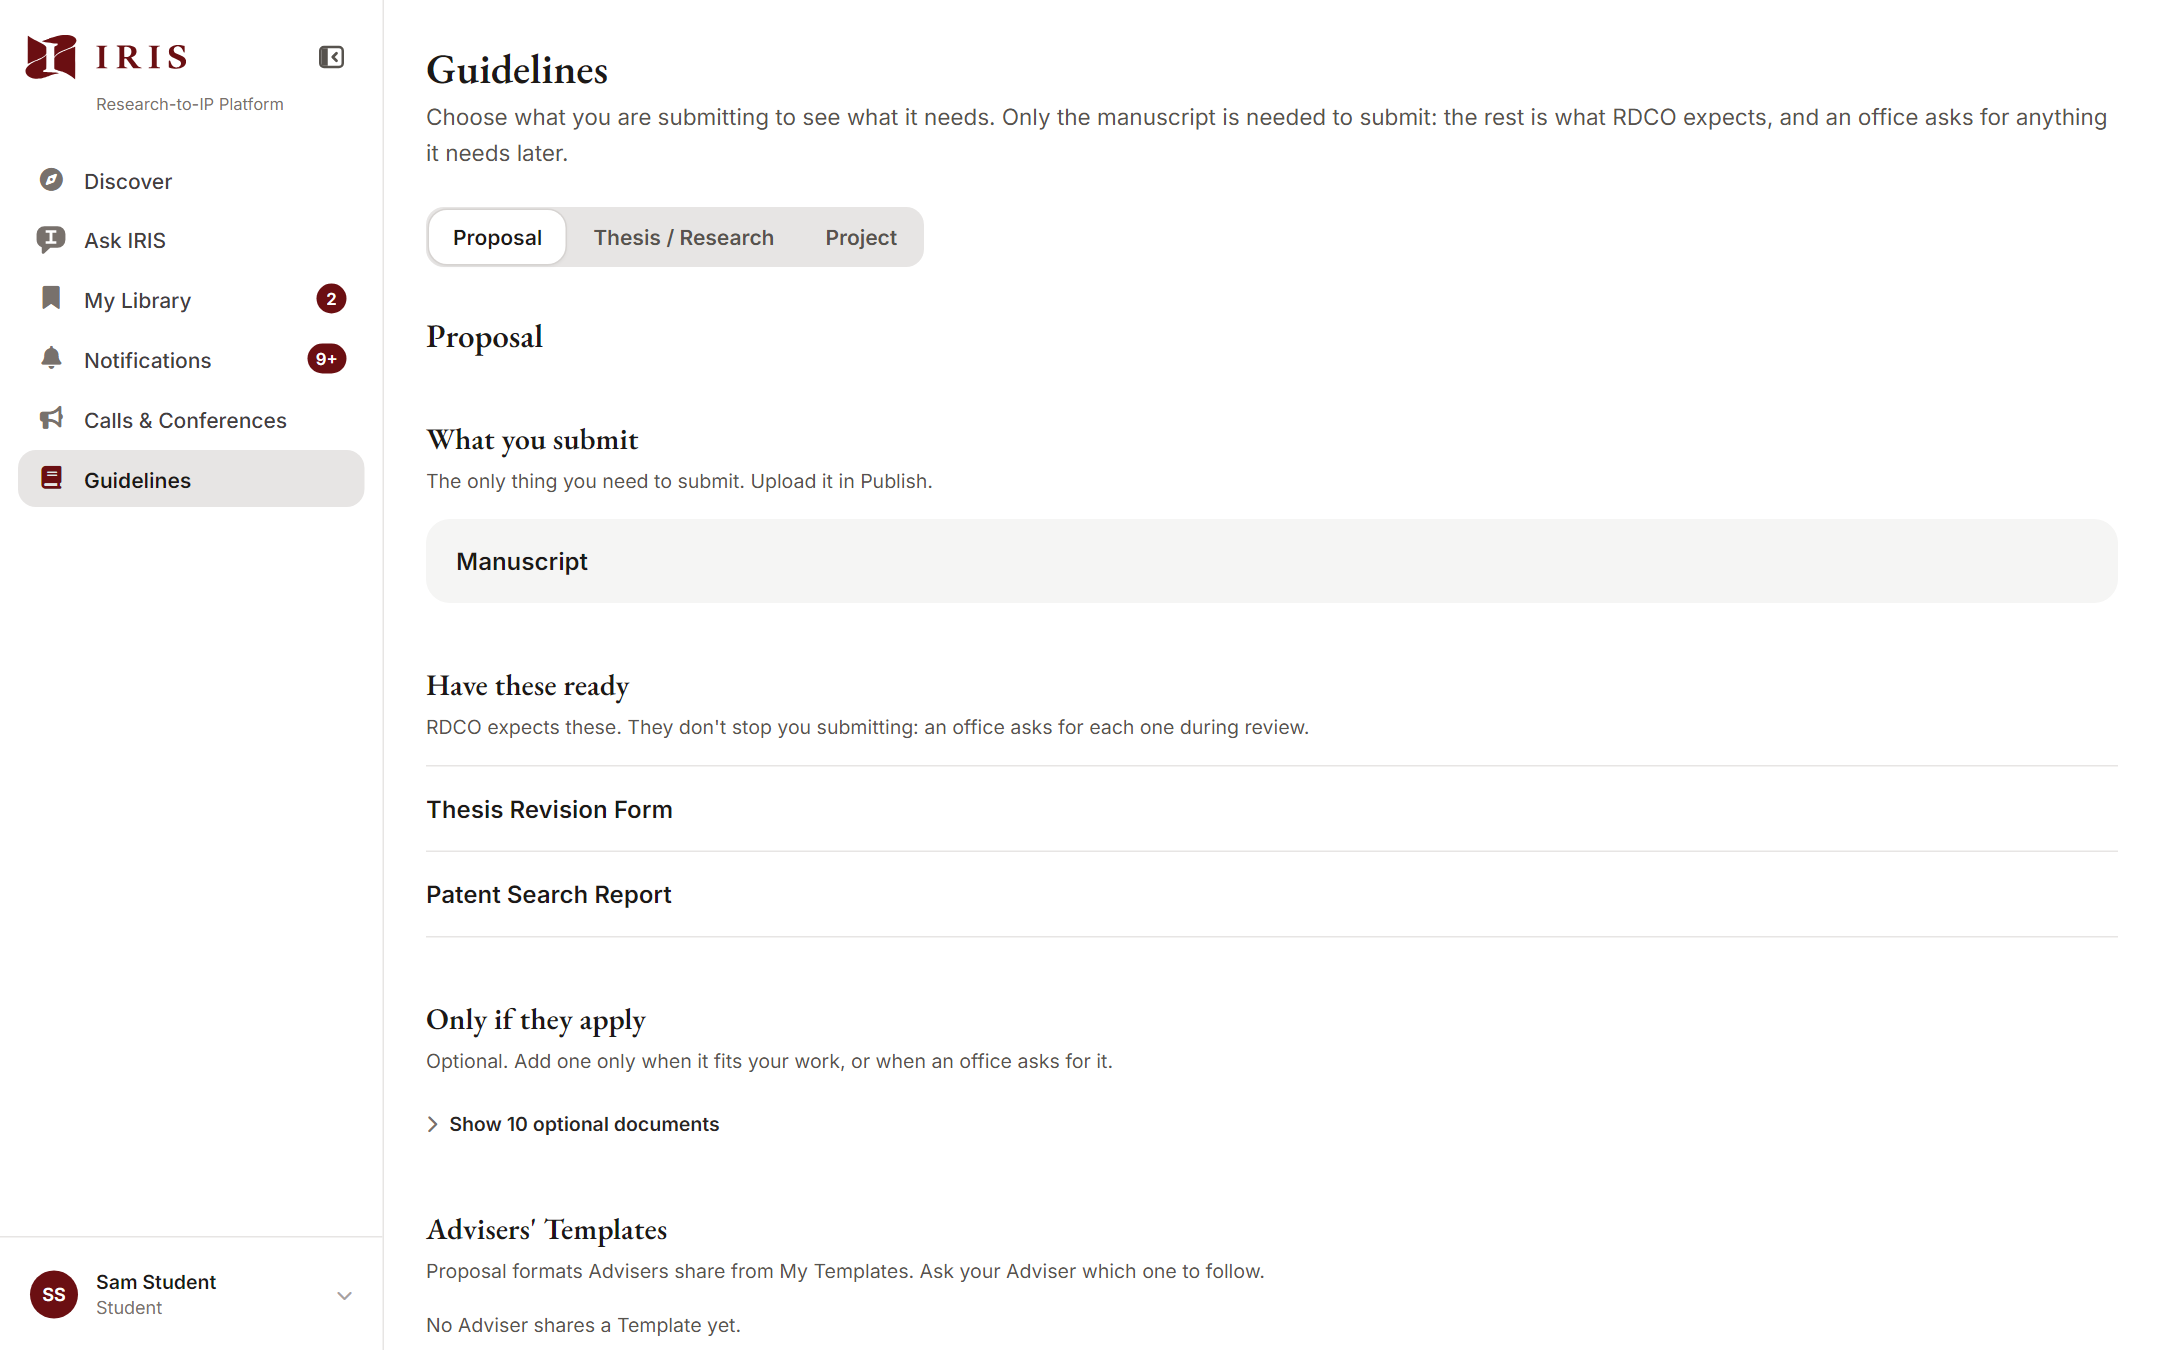 IRIS
Research-to-IP Platform
Discover
Ask IRIS
My Library
2
Notifications
9+
Calls & Conferences
Guidelines
SS
Sam Student
Student
Guidelines
Choose what you are submitting to see what it needs. Only the manuscript is needed to submit: the rest is what RDCO expects, and an office asks for anything
it needs later.
Proposal
Thesis / Research
Project
Proposal
What you submit
The only thing you need to submit. Upload it in Publish.
Manuscript
Have these ready
RDCO expects these. They don't stop you submitting: an office asks for each one during review.
Thesis Revision Form
Patent Search Report
Only if they apply
Optional. Add one only when it fits your work, or when an office asks for it.
Show 10 optional documents
Advisers' Templates
Proposal formats Advisers share from My Templates. Ask your Adviser which one to follow.
No Adviser shares a Template yet.